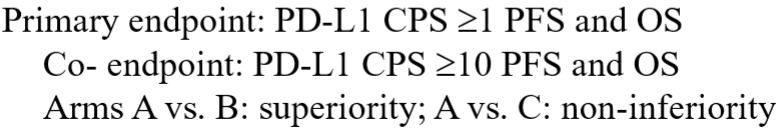 Primary endpoint: PD-L1 CPS ≥1 PFS and OS
Co- endpoint: PD-L1 CPS ≥10 PFS and OS
Arms A vs. B: superiority; A vs. C: non-inferiority